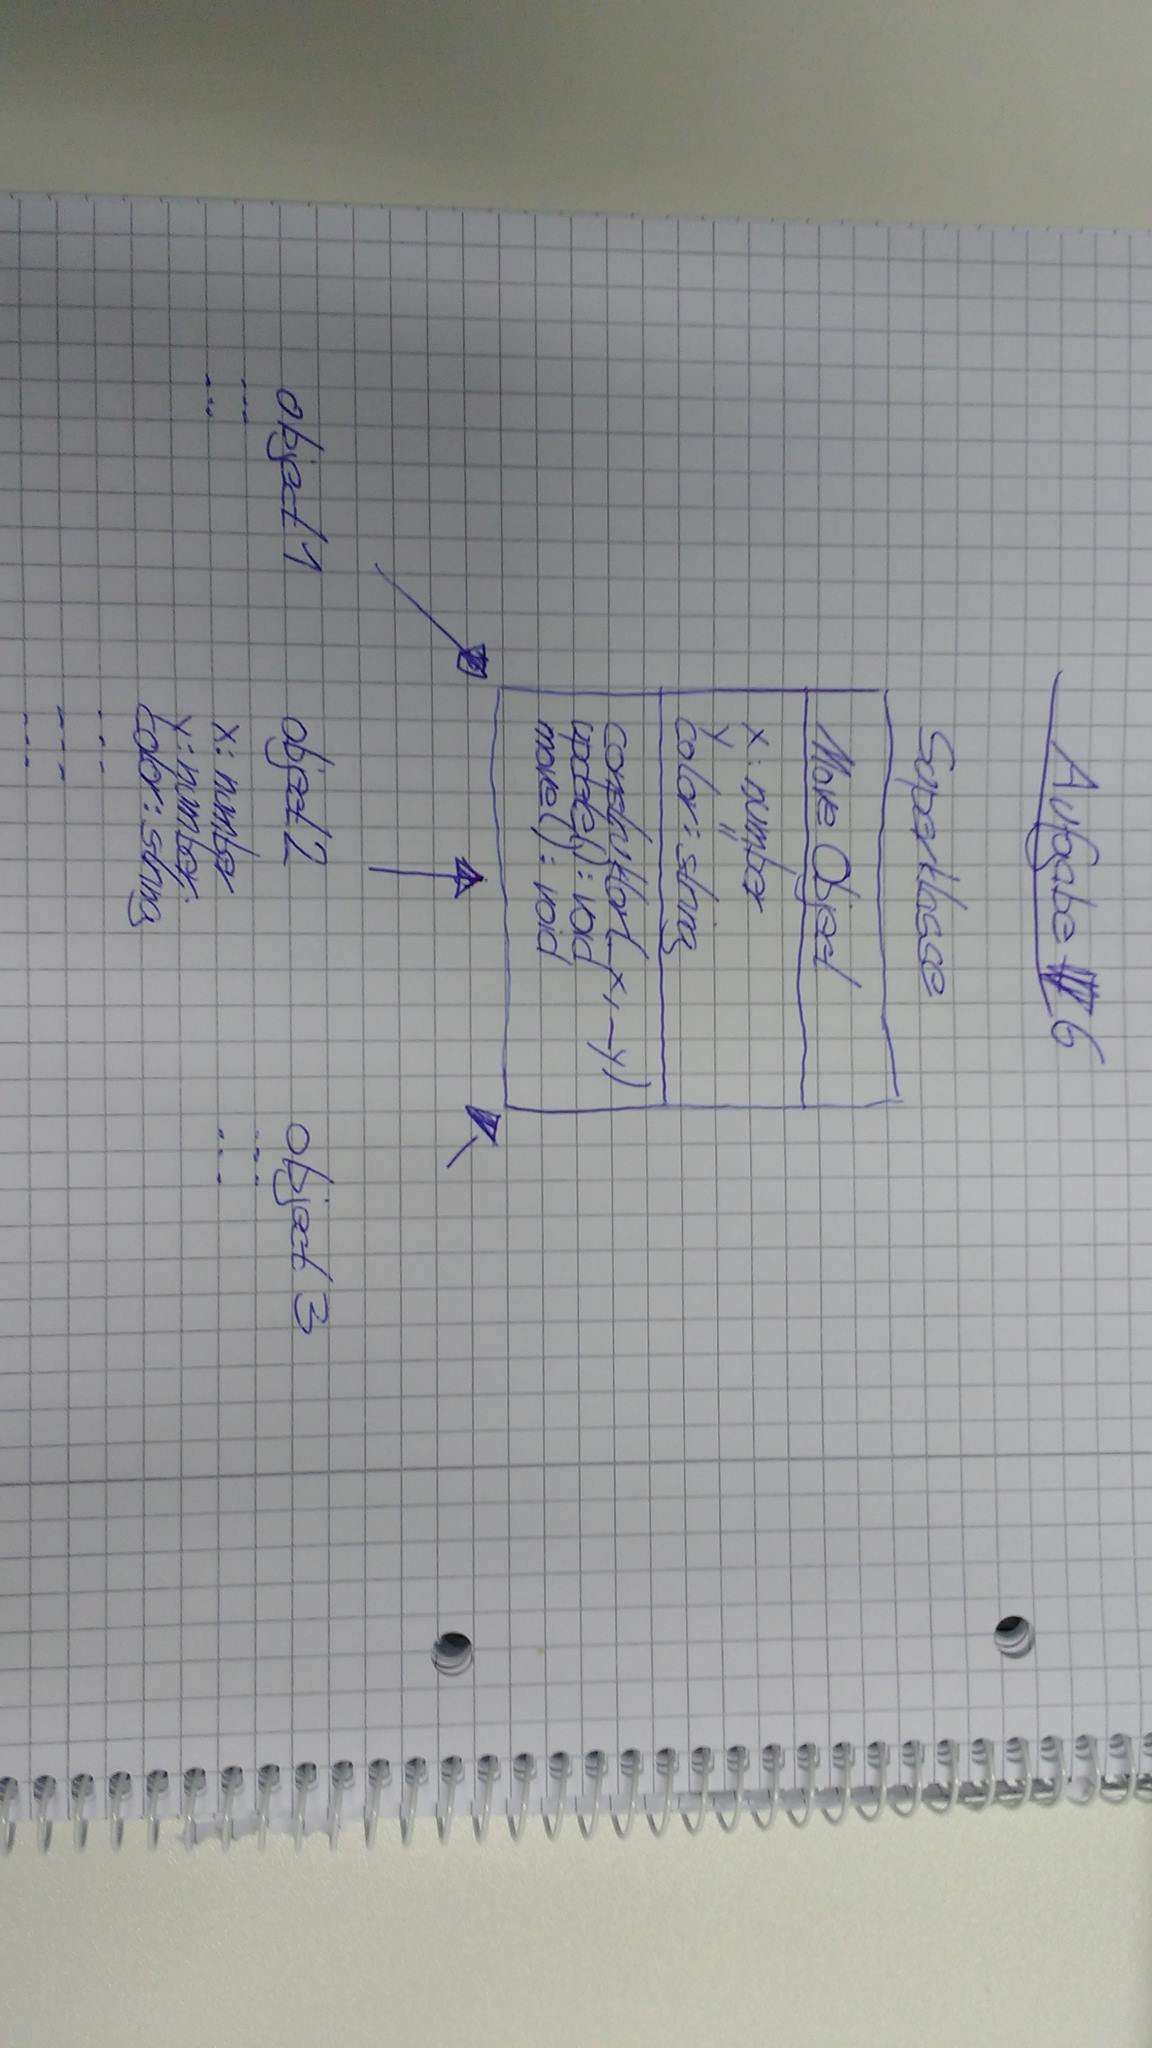 Aufgabe 6
Superklasse
Move Object
x: number
y "
color: string
construktor(_x, _y)
update(): void
move(): void
object 1
...
...
object 2
x: number
y: number
color: string
...
...
...
object 3
...
...